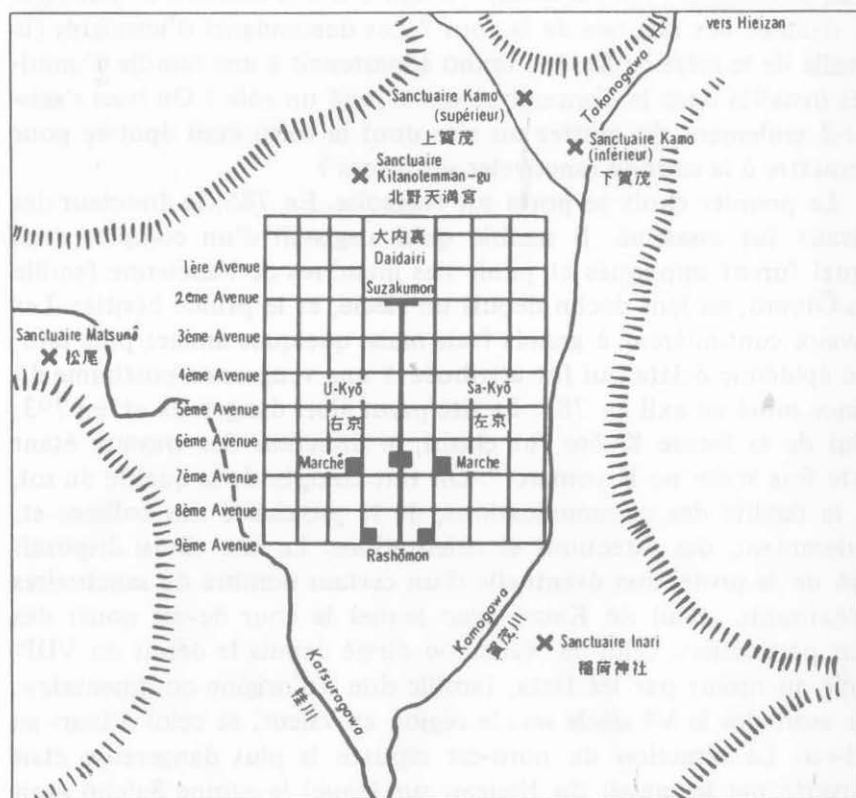 vers Hieizan
Takanogawa
Sanctuaire Kamo
(supérieur)
上賀茂
Sanctuaire Kamo
(inférieur)
下賀茂
Sanctuaire
Kitanolemman-gu
北野天満宮
大内裏
Daidairi
Suzakumon
1ère Avenue
2ème Avenue
3ème Avenue
Sanctuaire Matsunô
松尾
4ème Avenue
U-Kyô
右京
Sa-Kyô
左京
5ème Avenue
6ème Avenue
7ème Avenue
Marché
Marché
8ème Avenue
9ème Avenue
Rashômon
Katsuragawa
桂川
Kamogawa
賀茂川
Sanctuaire Inari
稲荷神社